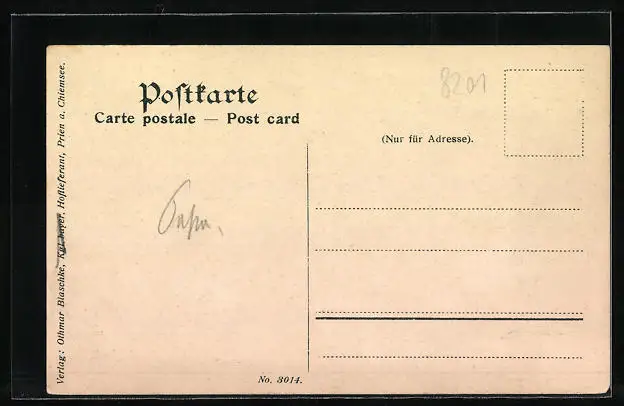 Postkarte
Carte postale — Post card
8201
(Nur für Adresse).
Verlag: Othmar Blaschke, Kgl. bayer. Hoflieferant, Prien a. Chiemsee.
No. 3014.